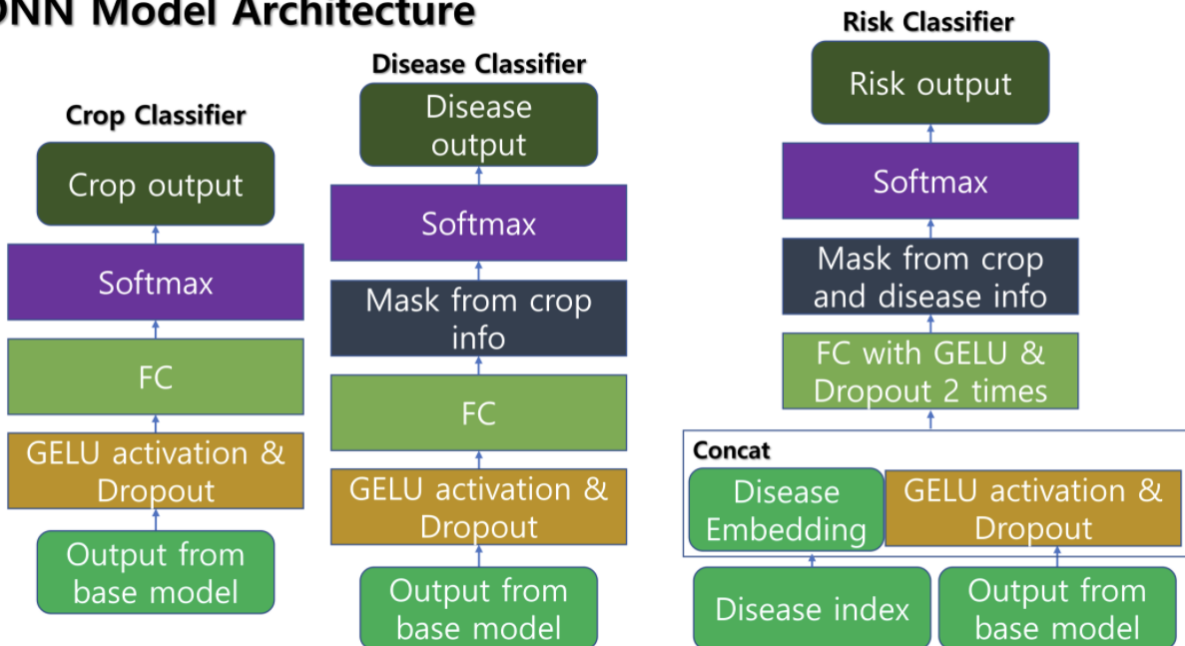 DNN Model Architecture
Crop Classifier
Crop output
Softmax
FC
GELU activation &
Dropout
Output from
base model
Disease Classifier
Disease
output
Softmax
Mask from crop
info
FC
GELU activation &
Dropout
Output from
base model
Risk Classifier
Risk output
Softmax
Mask from crop
and disease info
FC with GELU &
Dropout 2 times
Concat
Disease
Embedding
GELU activation &
Dropout
Disease index
Output from
base model